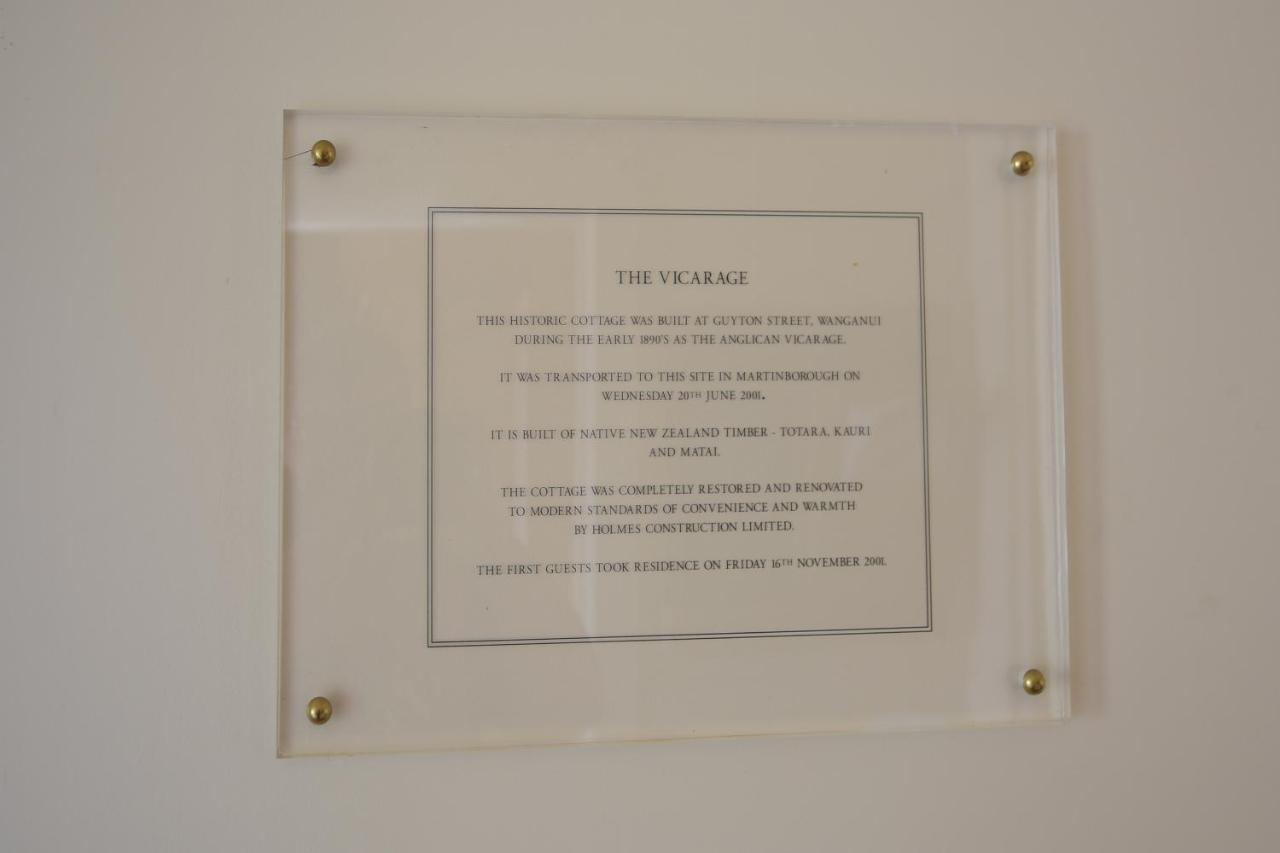 THE VICARAGE
THIS HISTORIC COTTAGE WAS BUILT AT GUYTON STREET, WANGANUI
DURING THE EARLY 1890'S AS THE ANGLICAN VICARAGE.
IT WAS TRANSPORTED TO THIS SITE IN MARTINBOROUGH ON
WEDNESDAY 20TH JUNE 2001.
IT IS BUILT OF NATIVE NEW ZEALAND TIMBER - TOTARA, KAURI
AND MATAI.
THE COTTAGE WAS COMPLETELY RESTORED AND RENOVATED
TO MODERN STANDARDS OF CONVENIENCE AND WARMTH
BY HOLMES CONSTRUCTION LIMITED.
THE FIRST GUESTS TOOK RESIDENCE ON FRIDAY 16TH NOVEMBER 2001.